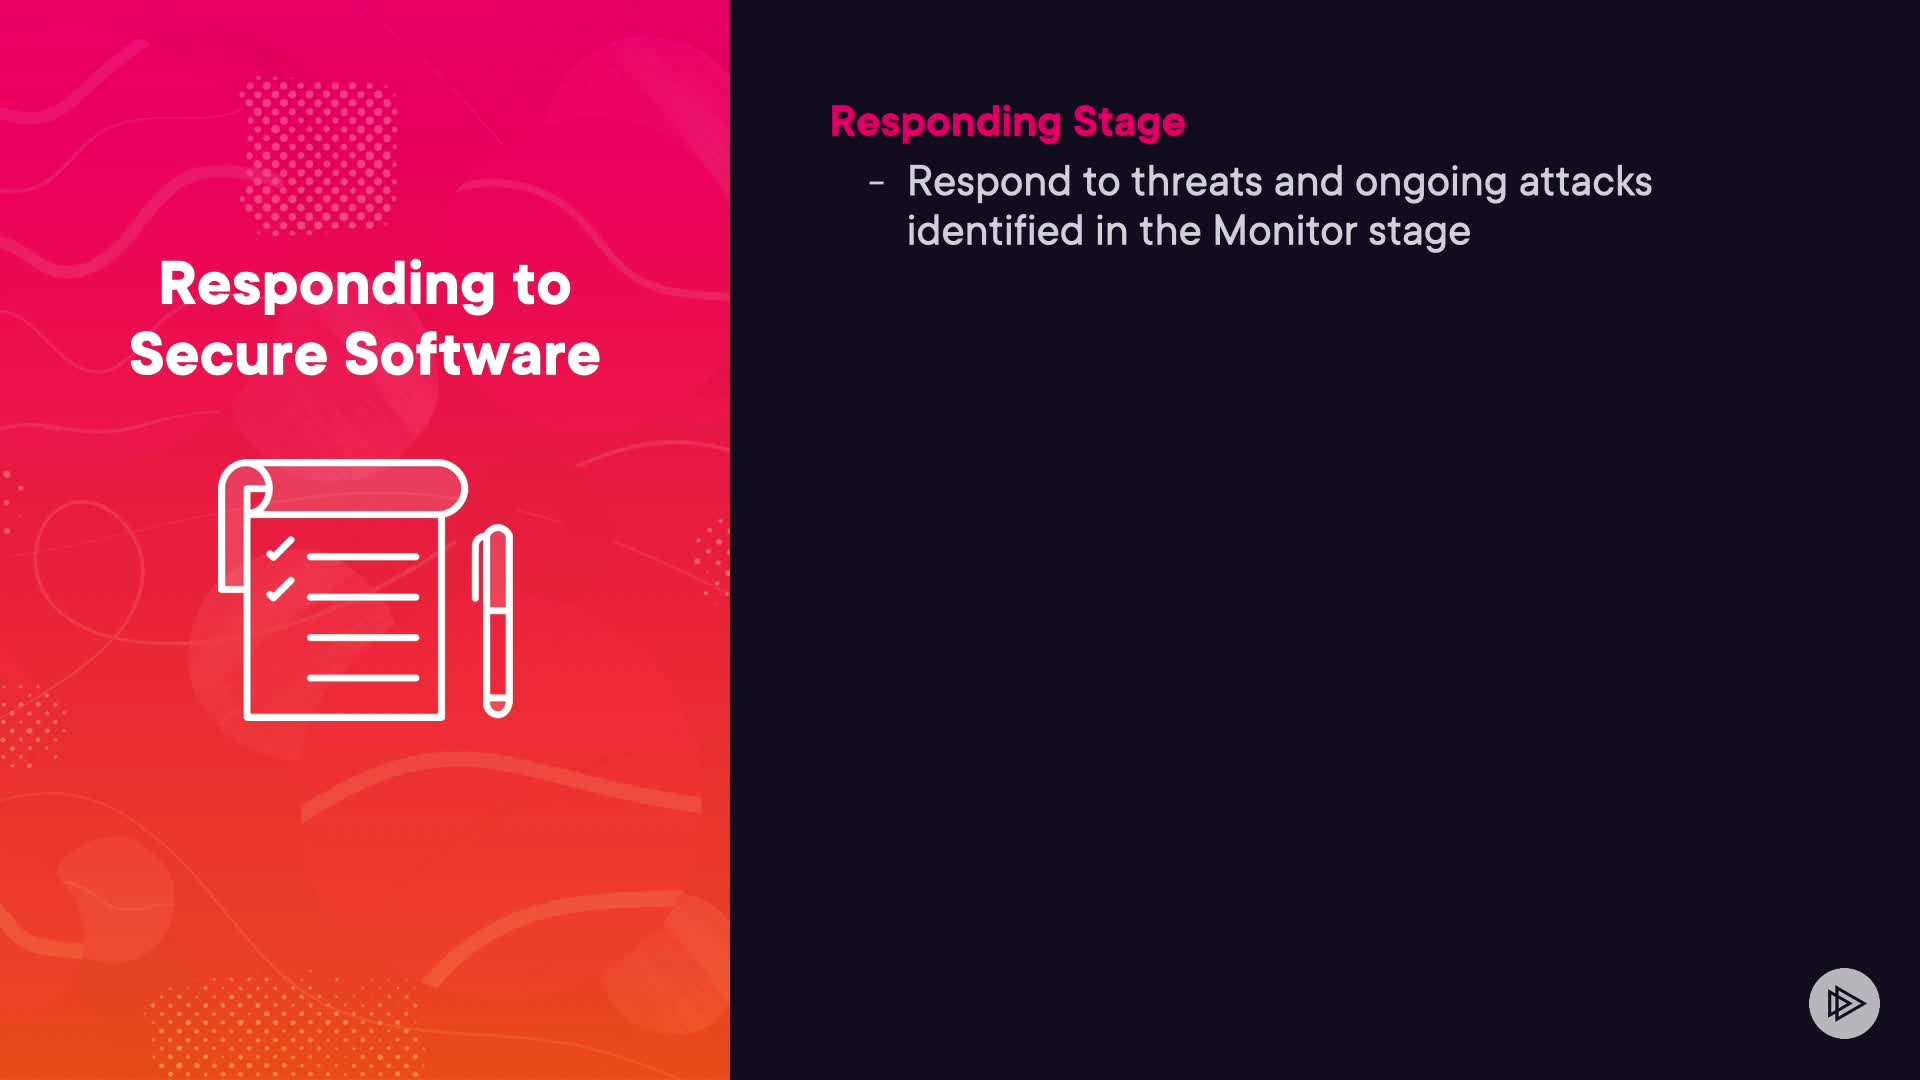 Responding to
Secure Software
Responding Stage
- Respond to threats and ongoing attacks
identified in the Monitor stage